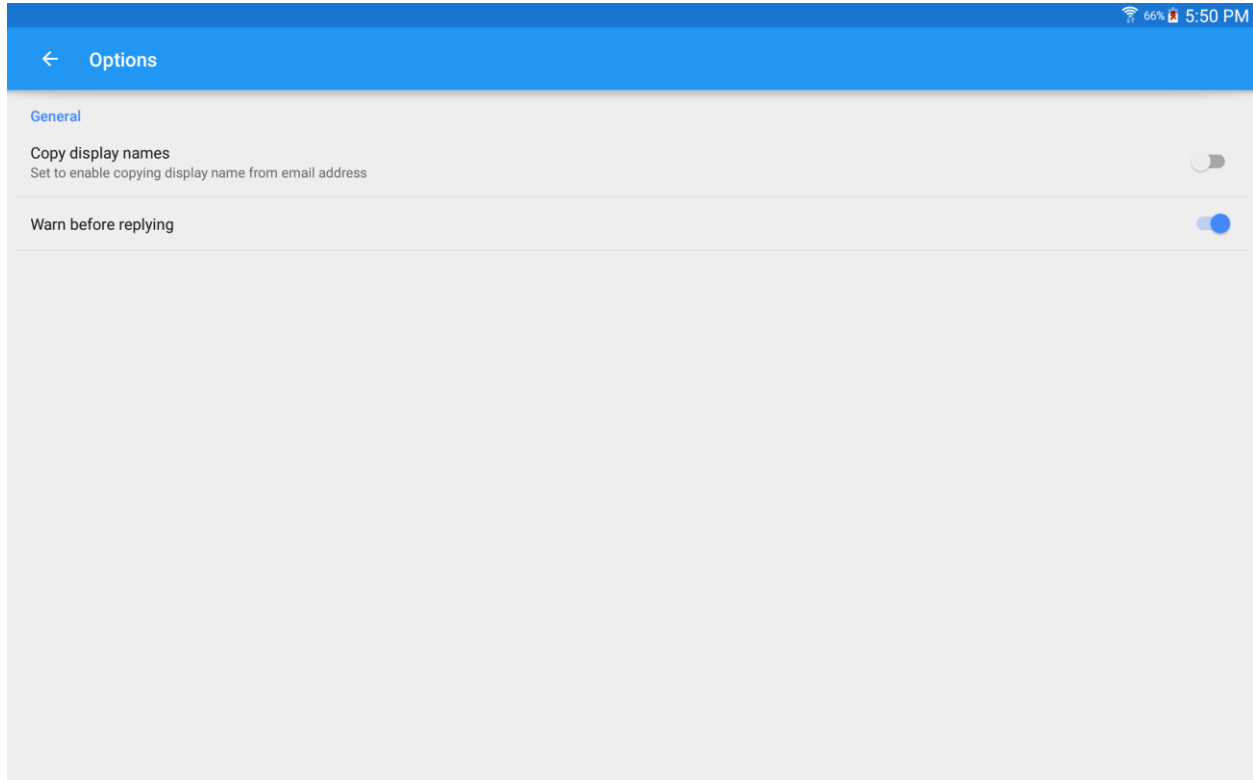 66% 5:50 PM
Options
General
Copy display names
Set to enable copying display name from email address
Warn before replying